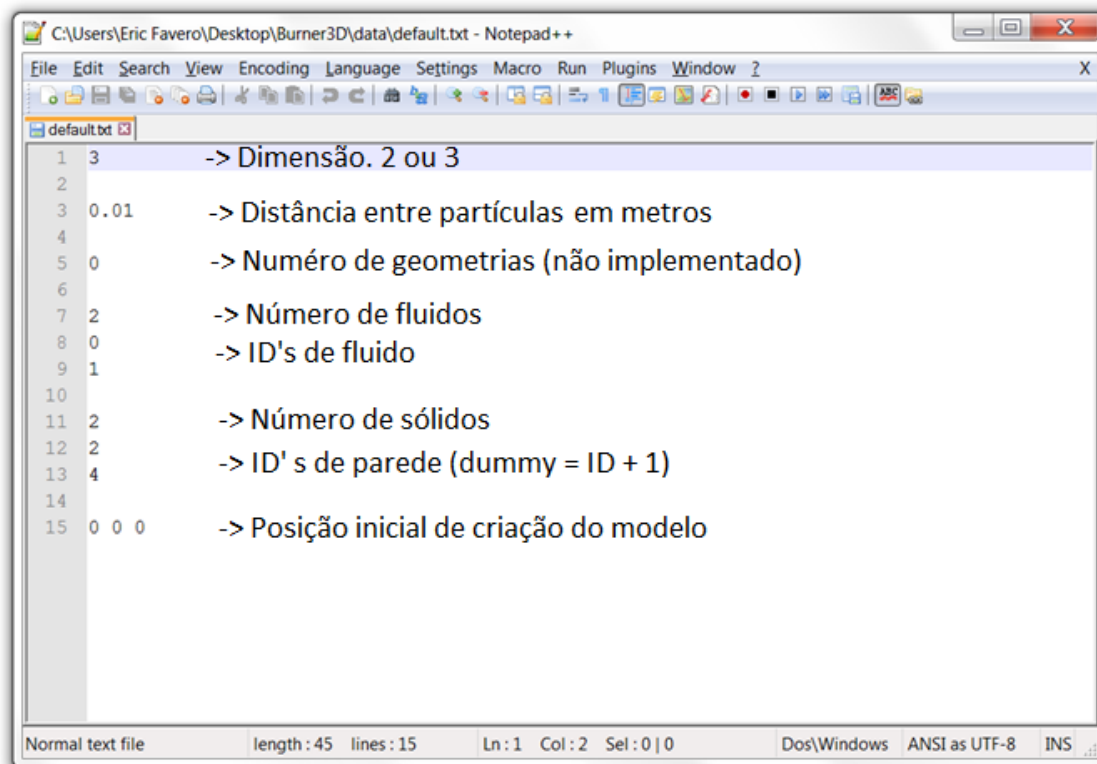 C:\Users\Eric Favero\Desktop\Burner3D\data\default.txt - Notepad++
File Edit Search View Encoding Language Settings Macro Run Plugins Window ? X
ABC
default.txt
1 3 -> Dimensão. 2 ou 3
2
3 0.01 -> Distância entre partículas em metros
4
5 0 -> Numéro de geometrias (não implementado)
6
7 2 -> Número de fluidos
8 0
-> ID's de fluido
9 1
10
11 2 -> Número de sólidos
12 2
-> ID' s de parede (dummy = ID + 1)
13 4
14
15 0 0 0 -> Posição inicial de criação do modelo
Normal text file length : 45 lines : 15 Ln : 1 Col : 2 Sel : 0 | 0 Dos\Windows ANSI as UTF-8 INS